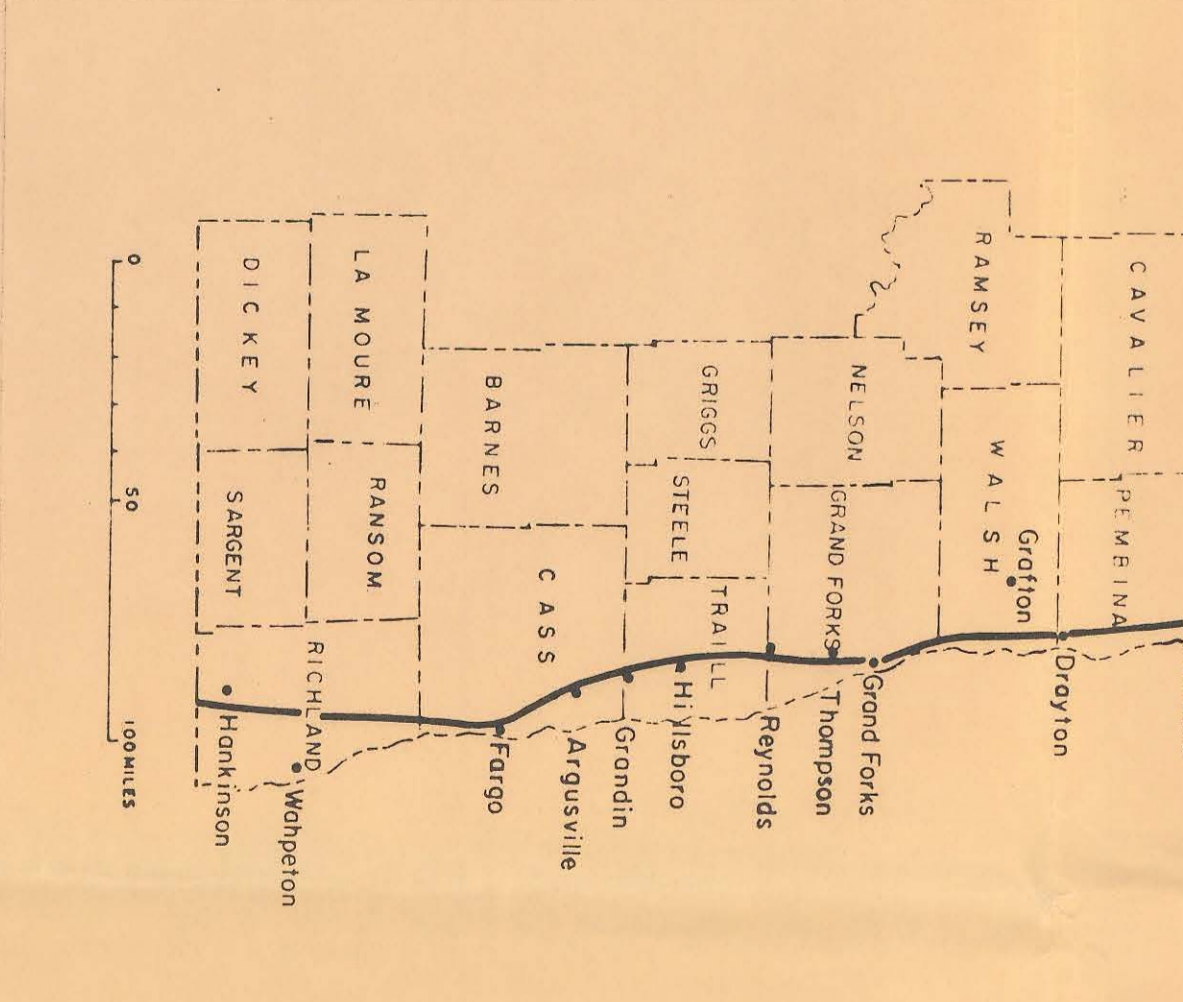 CAVALIER
PEMBINA
RAMSEY
WALSH
Grafton
Drayton
NELSON
GRAND FORKS
Grand Forks
Thompson
Reynolds
GRIGGS
STEELE
TRAILL
Hillsboro
Grandin
BARNES
CASS
Argusville
Fargo
LA MOURE
RANSOM
RICHLAND
Wahpeton
DICKEY
SARGENT
Hankinson
0
50
100 MILES